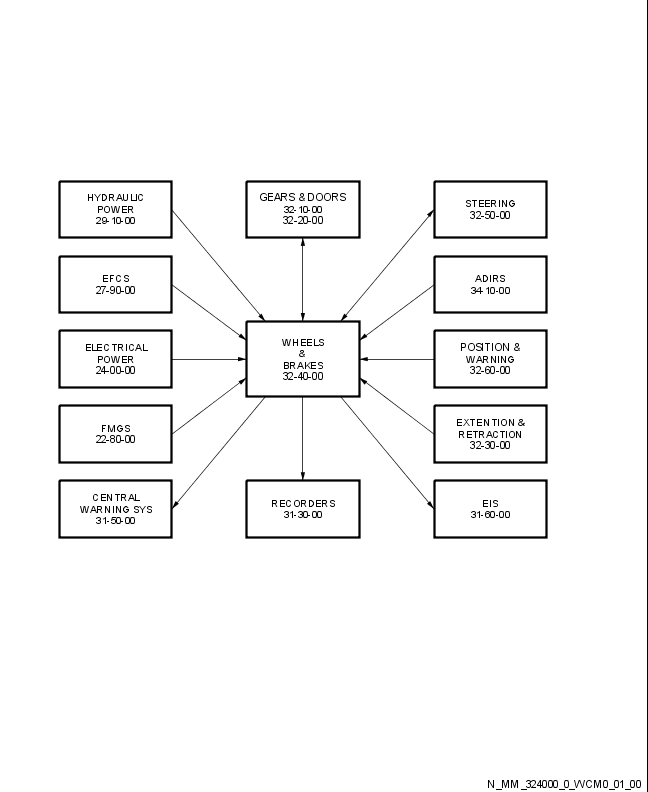 HYDRAULIC
POWER
29-10-00
GEARS & DOORS
32-10-00
32-20-00
STEERING
32-50-00
EFCS
27-90-00
ADIRS
34-10-00
ELECTRICAL
POWER
24-00-00
WHEELS
&
BRAKES
32-40-00
POSITION &
WARNING
32-60-00
FMGS
22-80-00
EXTENTION &
RETRACTION
32-30-00
CENTRAL
WARNING SYS
31-50-00
RECORDERS
31-30-00
EIS
31-60-00
N_MM_324000_0_VVCM0_01_00